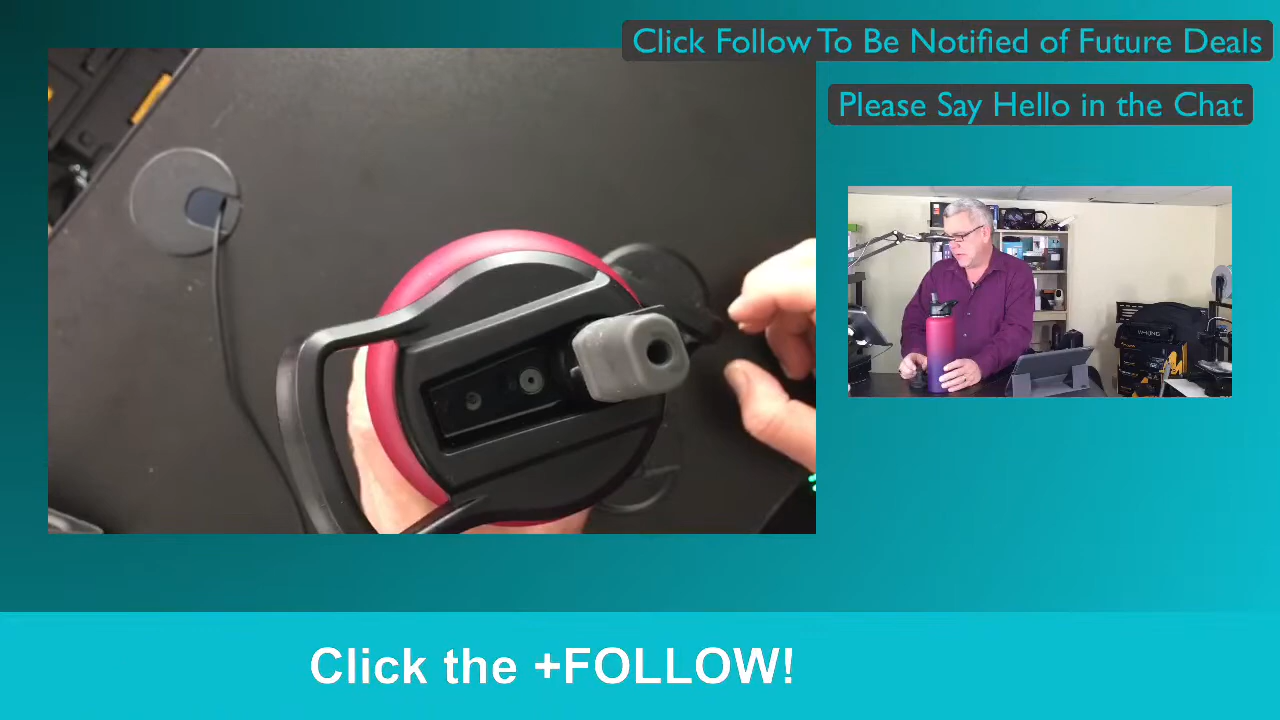 Click Follow To Be Notified of Future Deals
Please Say Hello in the Chat
Click the +FOLLOW!